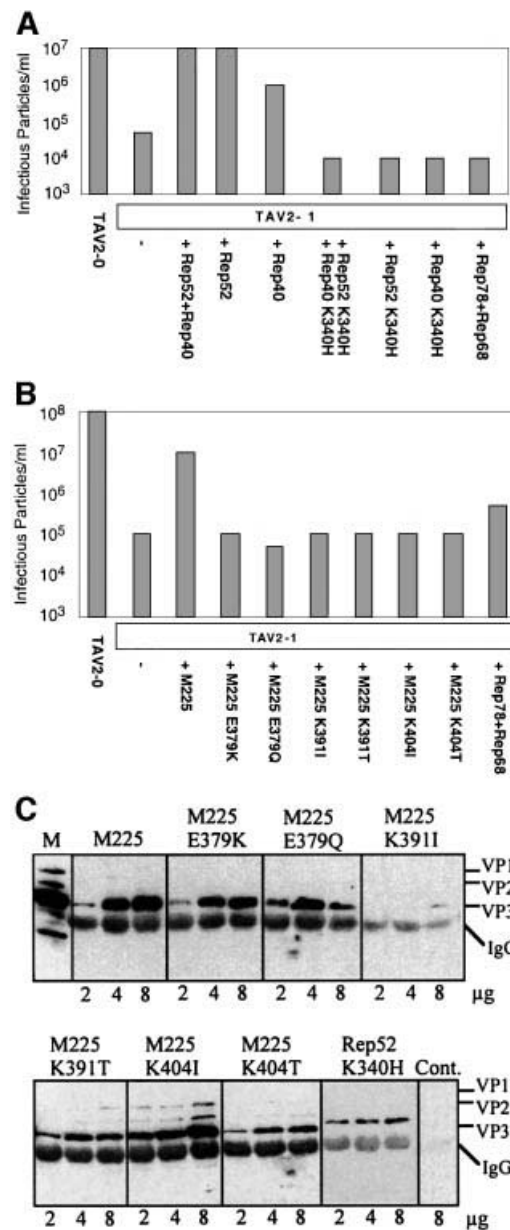 A
Infectious Particles/ml
10⁷
10⁶
10⁵
10⁴
10³
TAV2-0
TAV2- 1
-
+ Rep52+Rep40
+ Rep52
+ Rep40
+ Rep52 K340H
+ Rep40 K340H
+ Rep52 K340H
+ Rep40 K340H
+ Rep78+Rep68
B
Infectious Particles/ml
10⁸
10⁷
10⁶
10⁵
10⁴
10³
TAV2-0
TAV2-1
-
+ M225
+ M225 E379K
+ M225 E379Q
+ M225 K391I
+ M225 K391T
+ M225 K404I
+ M225 K404T
+ Rep78+Rep68
C
M
M225
M225 E379K
M225 E379Q
M225 K391I
VP1
VP2
VP3
IgG
2 4 8 2 4 8 2 4 8 2 4 8 µg
M225 K391T
M225 K404I
M225 K404T
Rep52 K340H
Cont.
VP1
VP2
VP3
IgG
2 4 8 2 4 8 2 4 8 2 4 8 8 µg